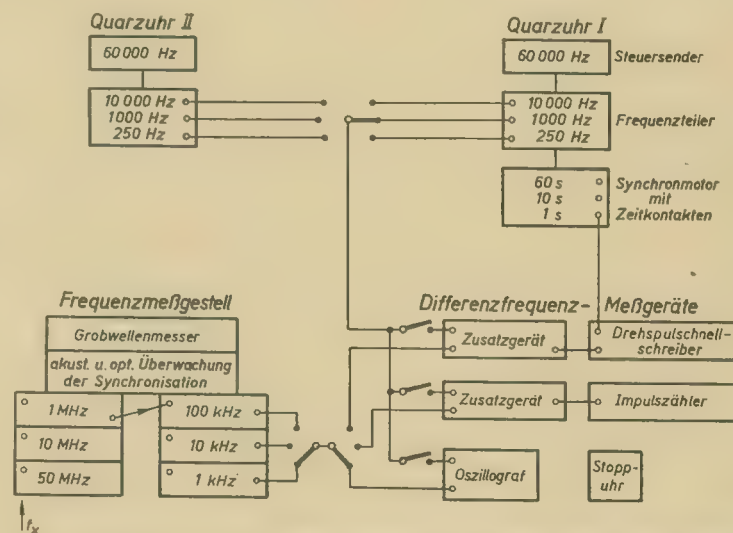 Quarzuhr II
60000 Hz
10000 Hz
1000 Hz
250 Hz
Quarzuhr I
60000 Hz
Steuersender
10000 Hz
1000 Hz
250 Hz
Frequenzteiler
60 s
10 s
1 s
Synchronmotor
mit
Zeitkontakten
Frequenzmeßgestell
Grobwellenmesser
akust. u. opt. Überwachung
der Synchronisation
1 MHz
10 MHz
50 MHz
100 kHz
10 kHz
1 kHz
fx
Differenzfrequenz- Meßgeräte
Zusatzgerät
Drehspulschnell-
schreiber
Zusatzgerät
Impulszähler
Oszillograf
Stopp-
uhr